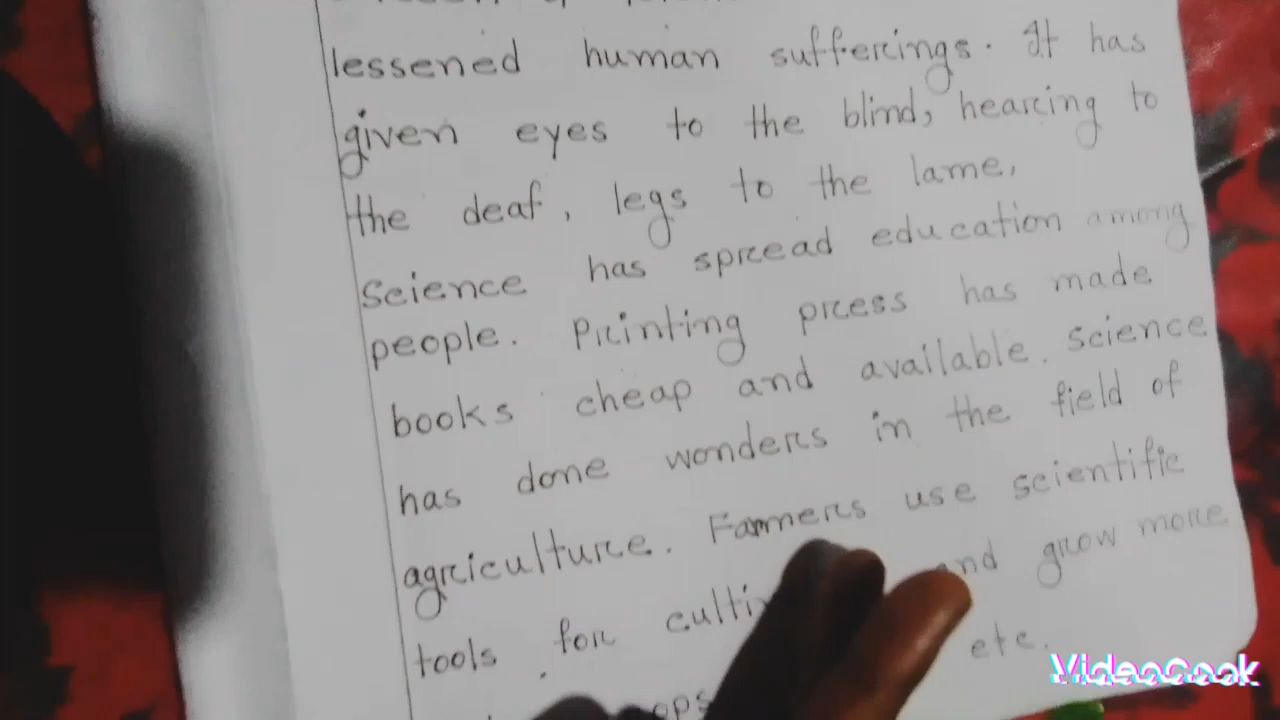 lessened human sufferings. It has
given eyes to the blind, hearing to
the deaf, legs to the lame,
science has spread education among
people. Printing press has made
books cheap and available. science
has done wonders in the field of
agriculture. Farmers use scientific
tools for and grow more
etc.
VideoCook